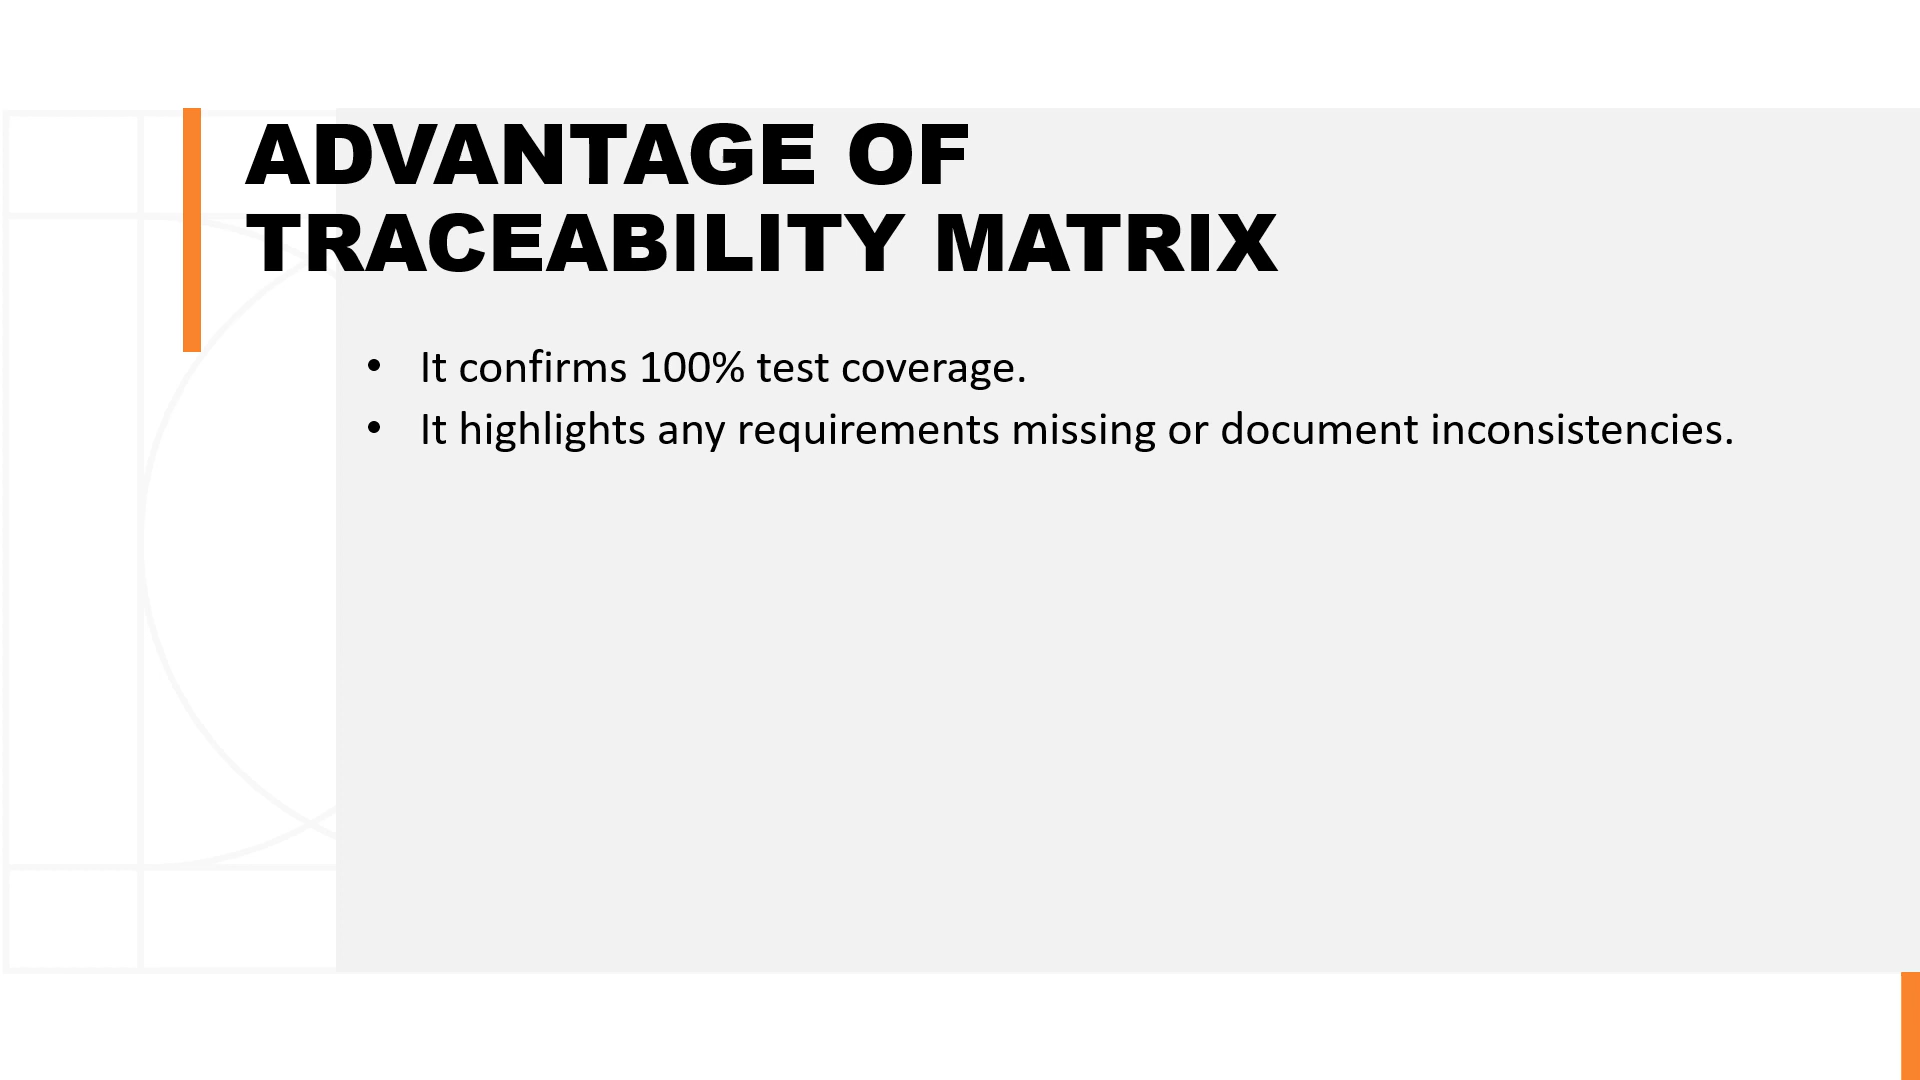 ADVANTAGE OF
TRACEABILITY MATRIX
• It confirms 100% test coverage.
• It highlights any requirements missing or document inconsistencies.